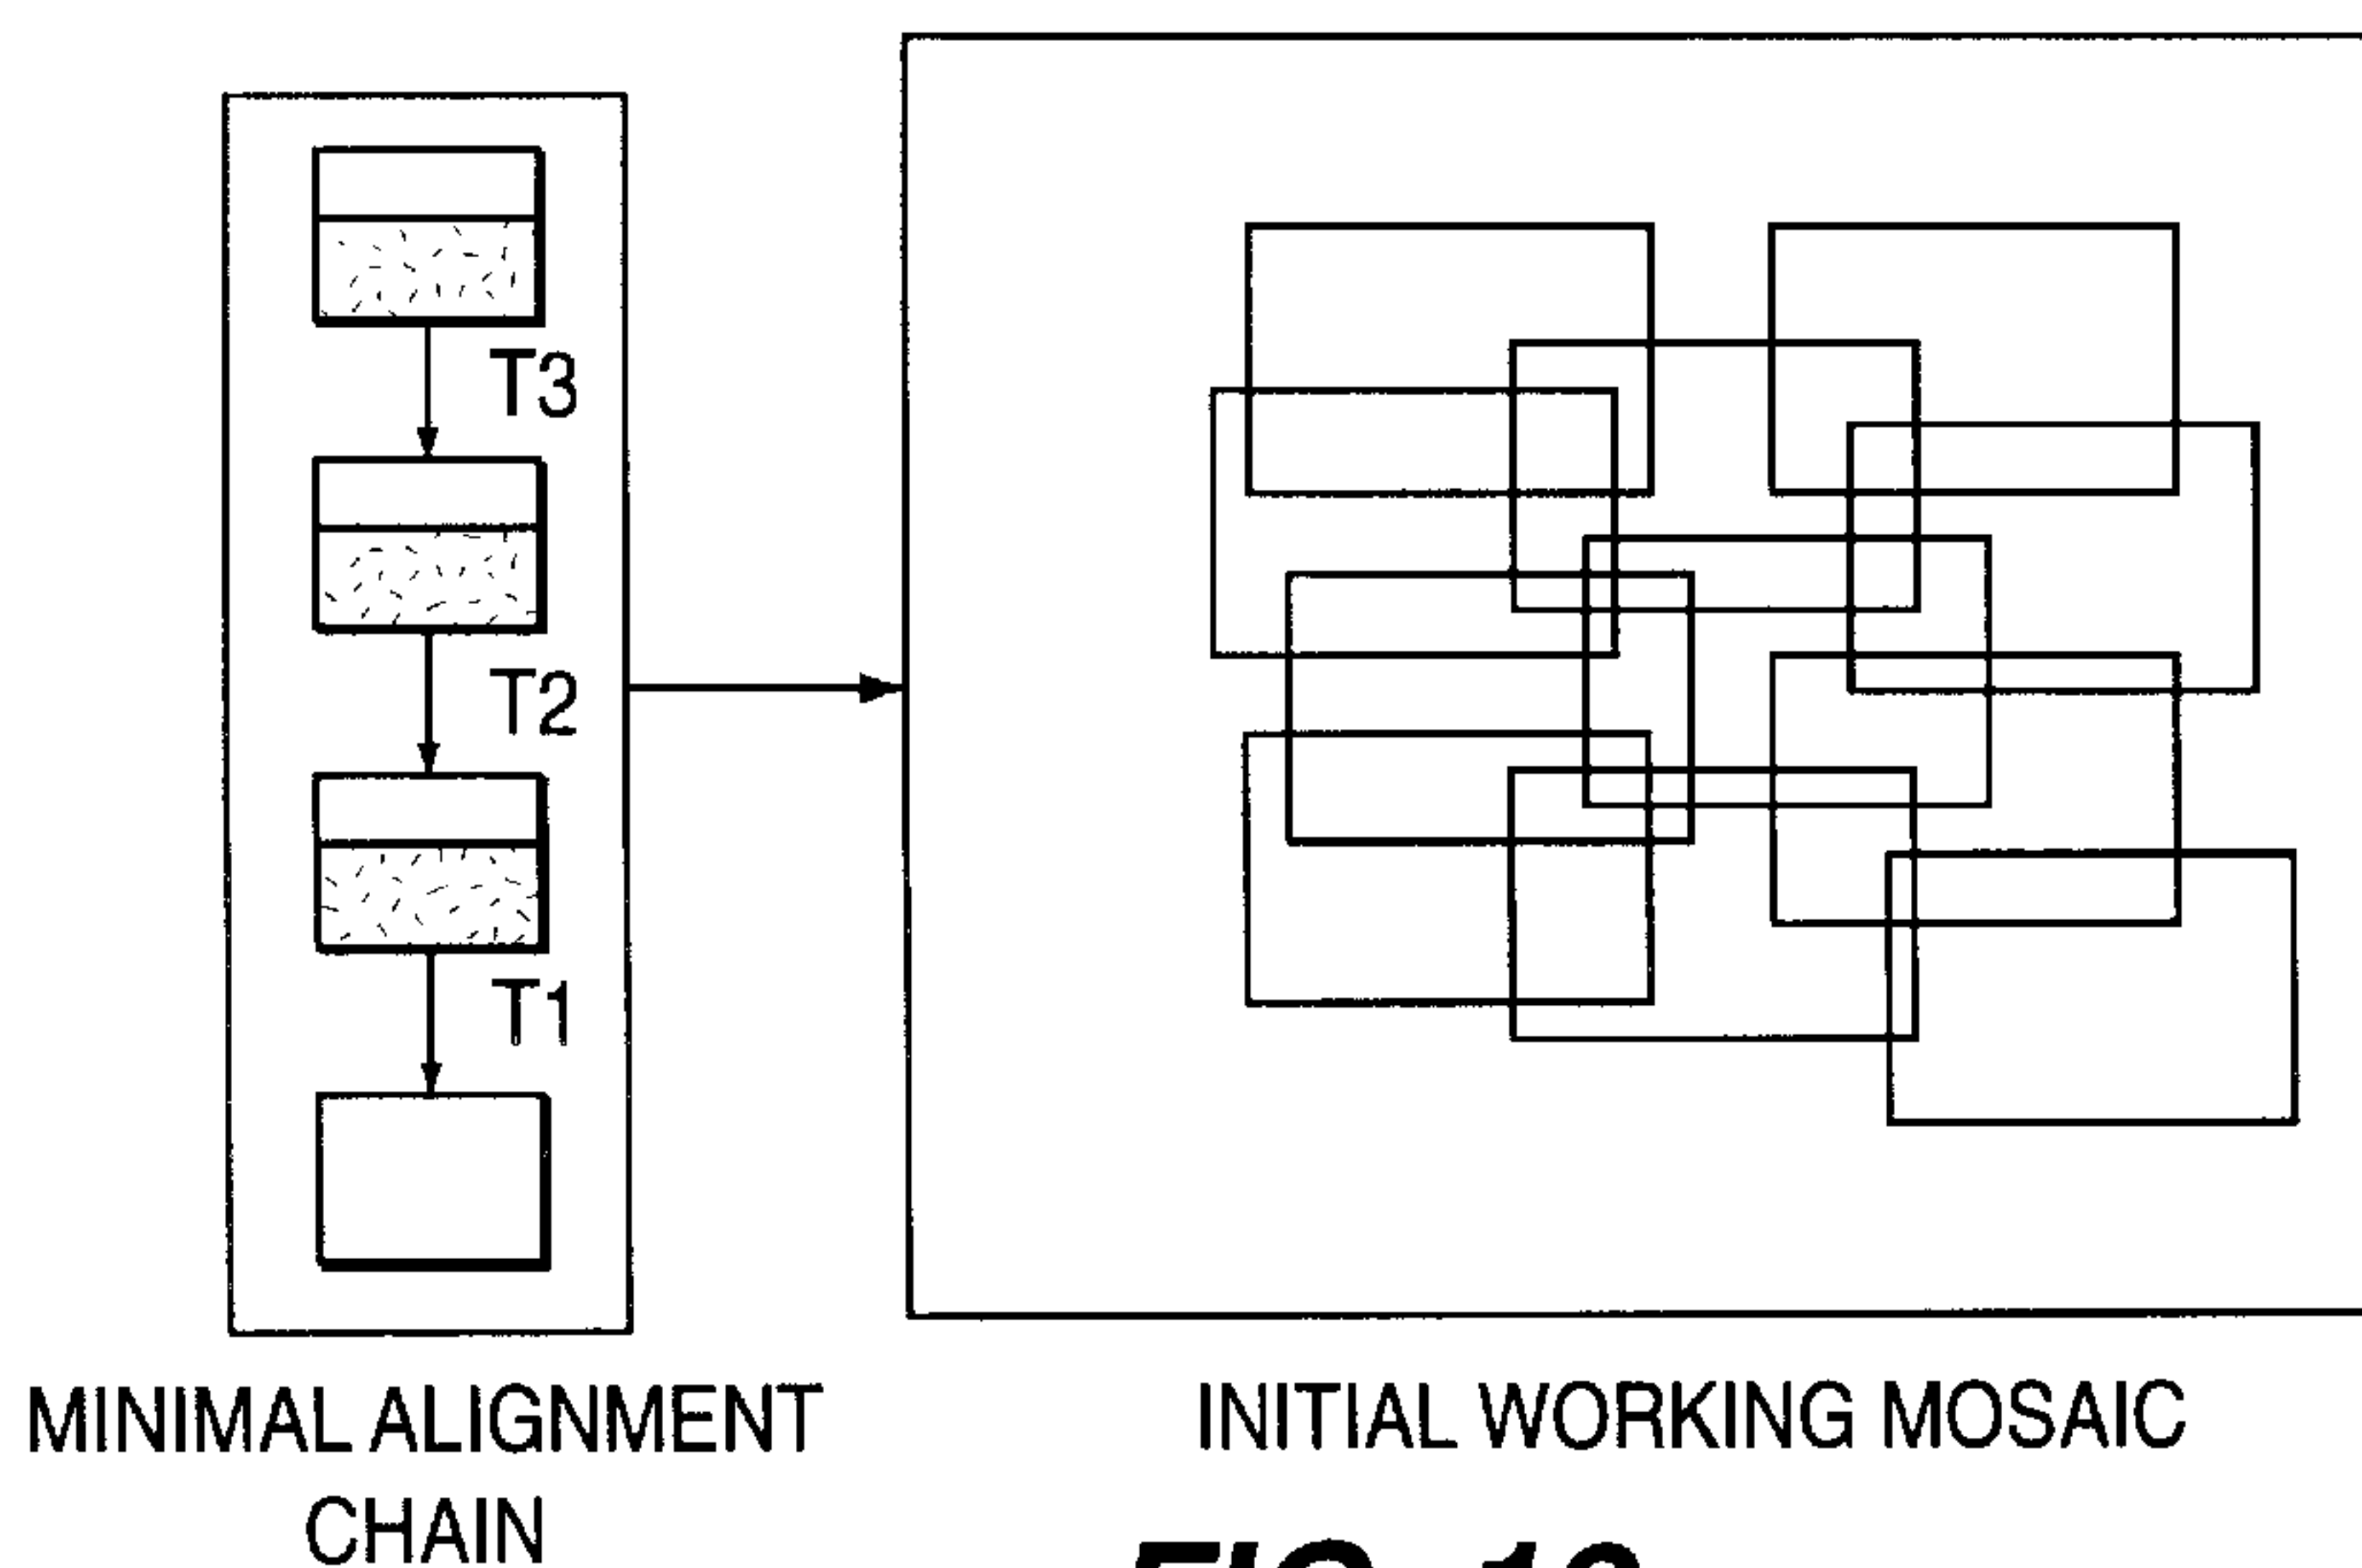 T3
T2
T1
MINIMAL ALIGNMENT
CHAIN
INITIAL WORKING MOSAIC